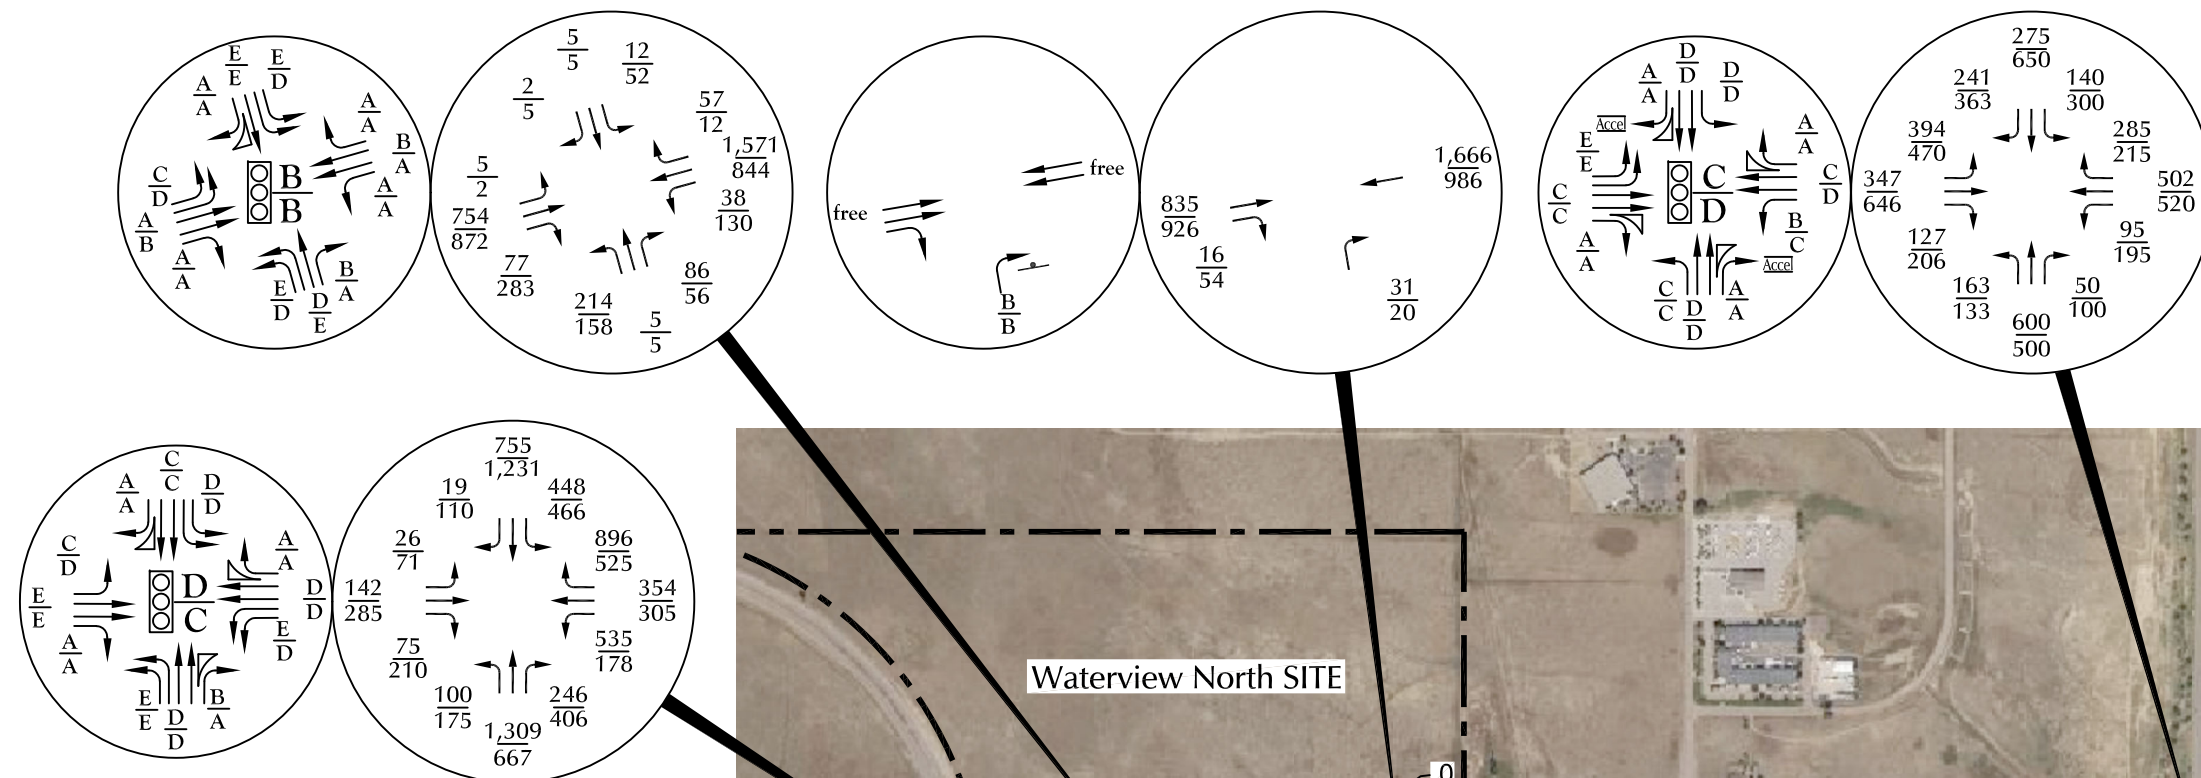 E
E
E
D
A
A
A
A
B
A
A
A
C
D
A
B
A
A
B
B
E
D
D
E
B
A
5
5
12
52
2
5
57
12
1,571
844
38
130
5
2
754
872
77
283
214
158
5
5
86
56
free
free
B
B
1,666
986
835
926
16
54
31
20
D
D
D
D
A
A
Acce
E
E
C
C
A
A
C
D
A
A
C
D
B
C
Acce
C
C
D
D
A
A
275
650
241
363
140
300
394
470
285
215
347
646
502
520
127
206
95
195
163
133
50
100
600
500
C
C
A
A
D
D
C
D
E
E
A
A
D
C
A
A
D
D
E
D
E
E
D
D
B
A
755
1,231
19
110
448
466
26
71
896
525
142
285
354
305
75
210
535
178
100
175
246
406
1,309
667
Waterview North SITE
0